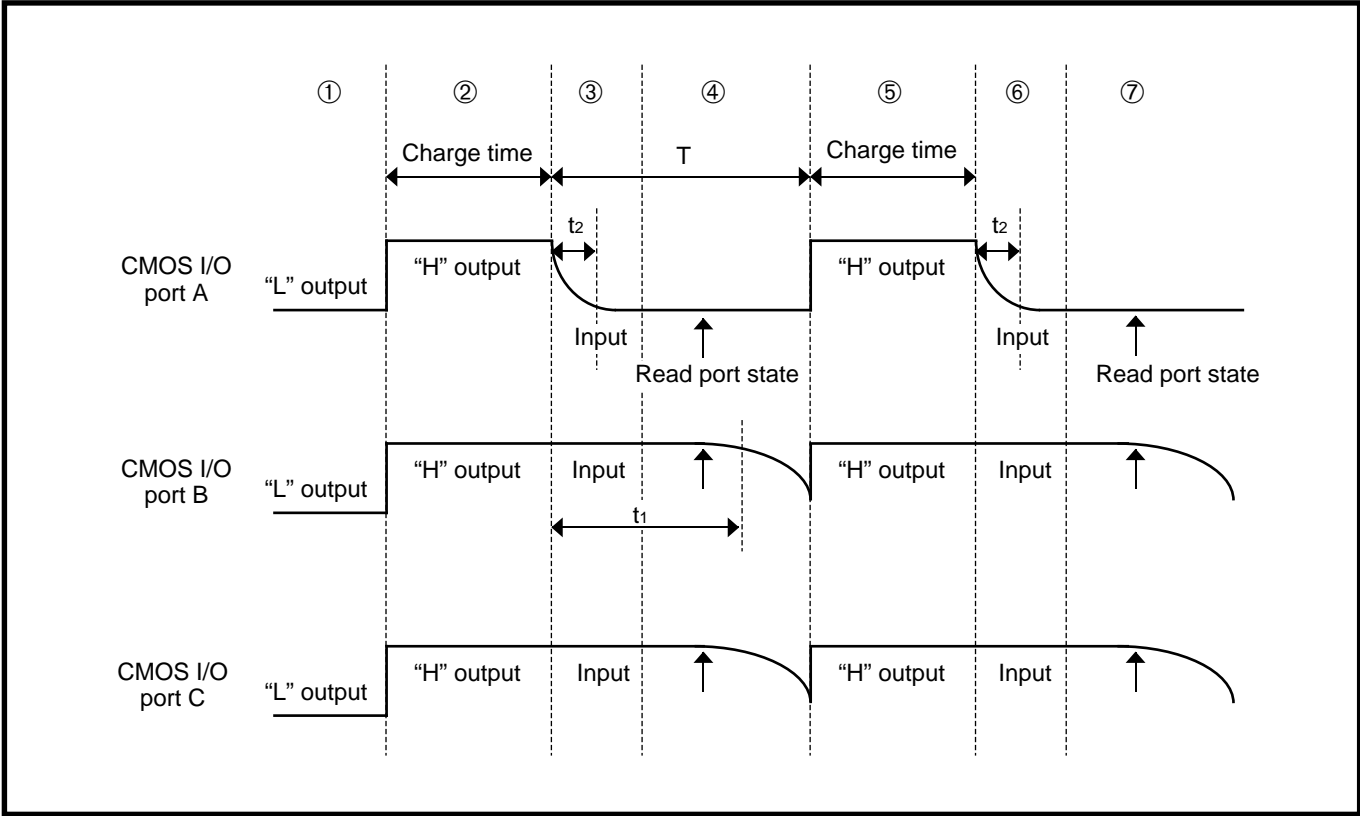 ① ② ③ ④ ⑤ ⑥ ⑦
Charge time T Charge time
t2 t2
CMOS I/O
port A
“L” output “H” output “H” output
Input Input
Read port state Read port state
CMOS I/O
port B
“L” output “H” output Input “H” output Input
t1
CMOS I/O
port C
“L” output “H” output Input “H” output Input